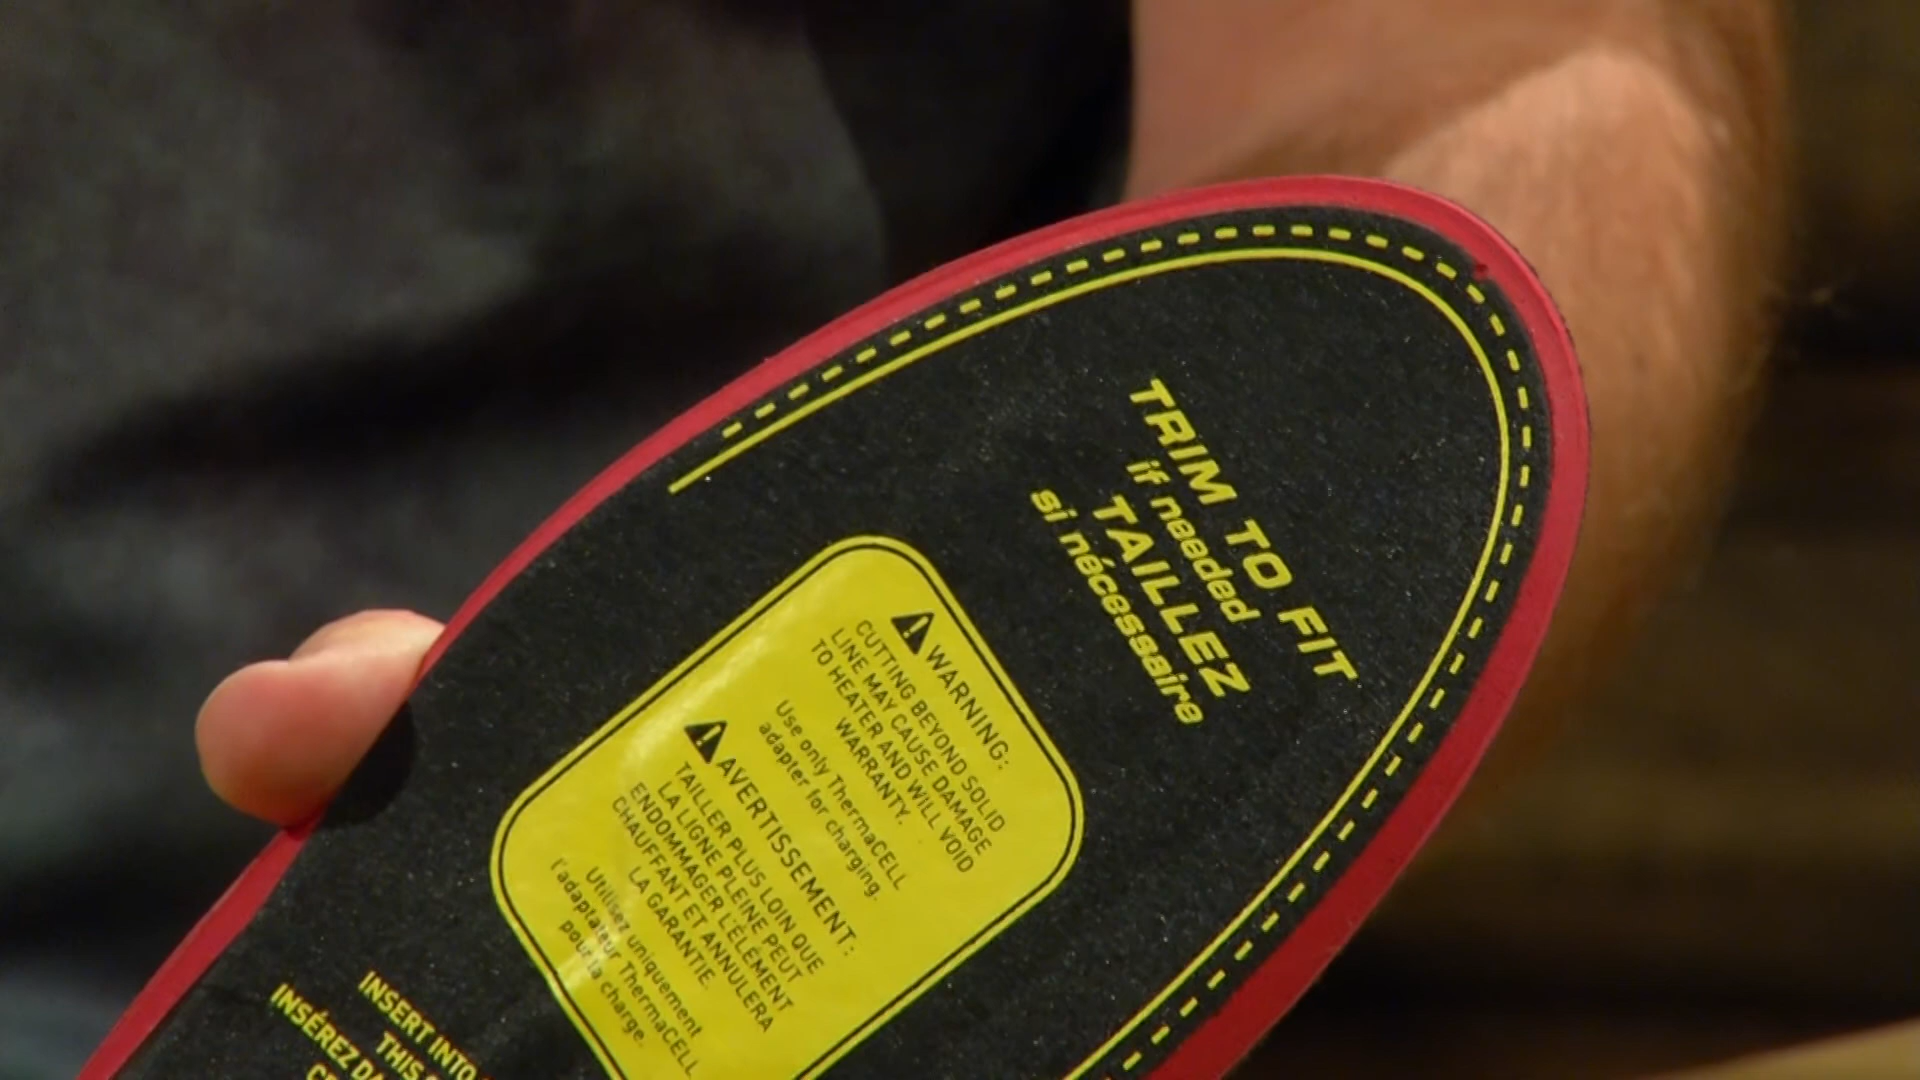 TRIM TO FIT
if needed
TAILLEZ
si nécessaire
WARNING:
CUTTING BEYOND SOLID
LINE MAY CAUSE DAMAGE
TO HEATER AND WILL VOID
WARRANTY.
Use only ThermaCELL
adapter for charging.
AVERTISSEMENT:
TAILLER PLUS LOIN QUE
LA LIGNE PLEINE PEUT
ENDOMMAGER L'ÉLÉMENT
CHAUFFANT ET ANNULERA
LA GARANTIE.
Utilisez uniquement
l'adaptateur ThermaCELL
pour la charge.
INSERT INTO
THIS
INSÉREZ